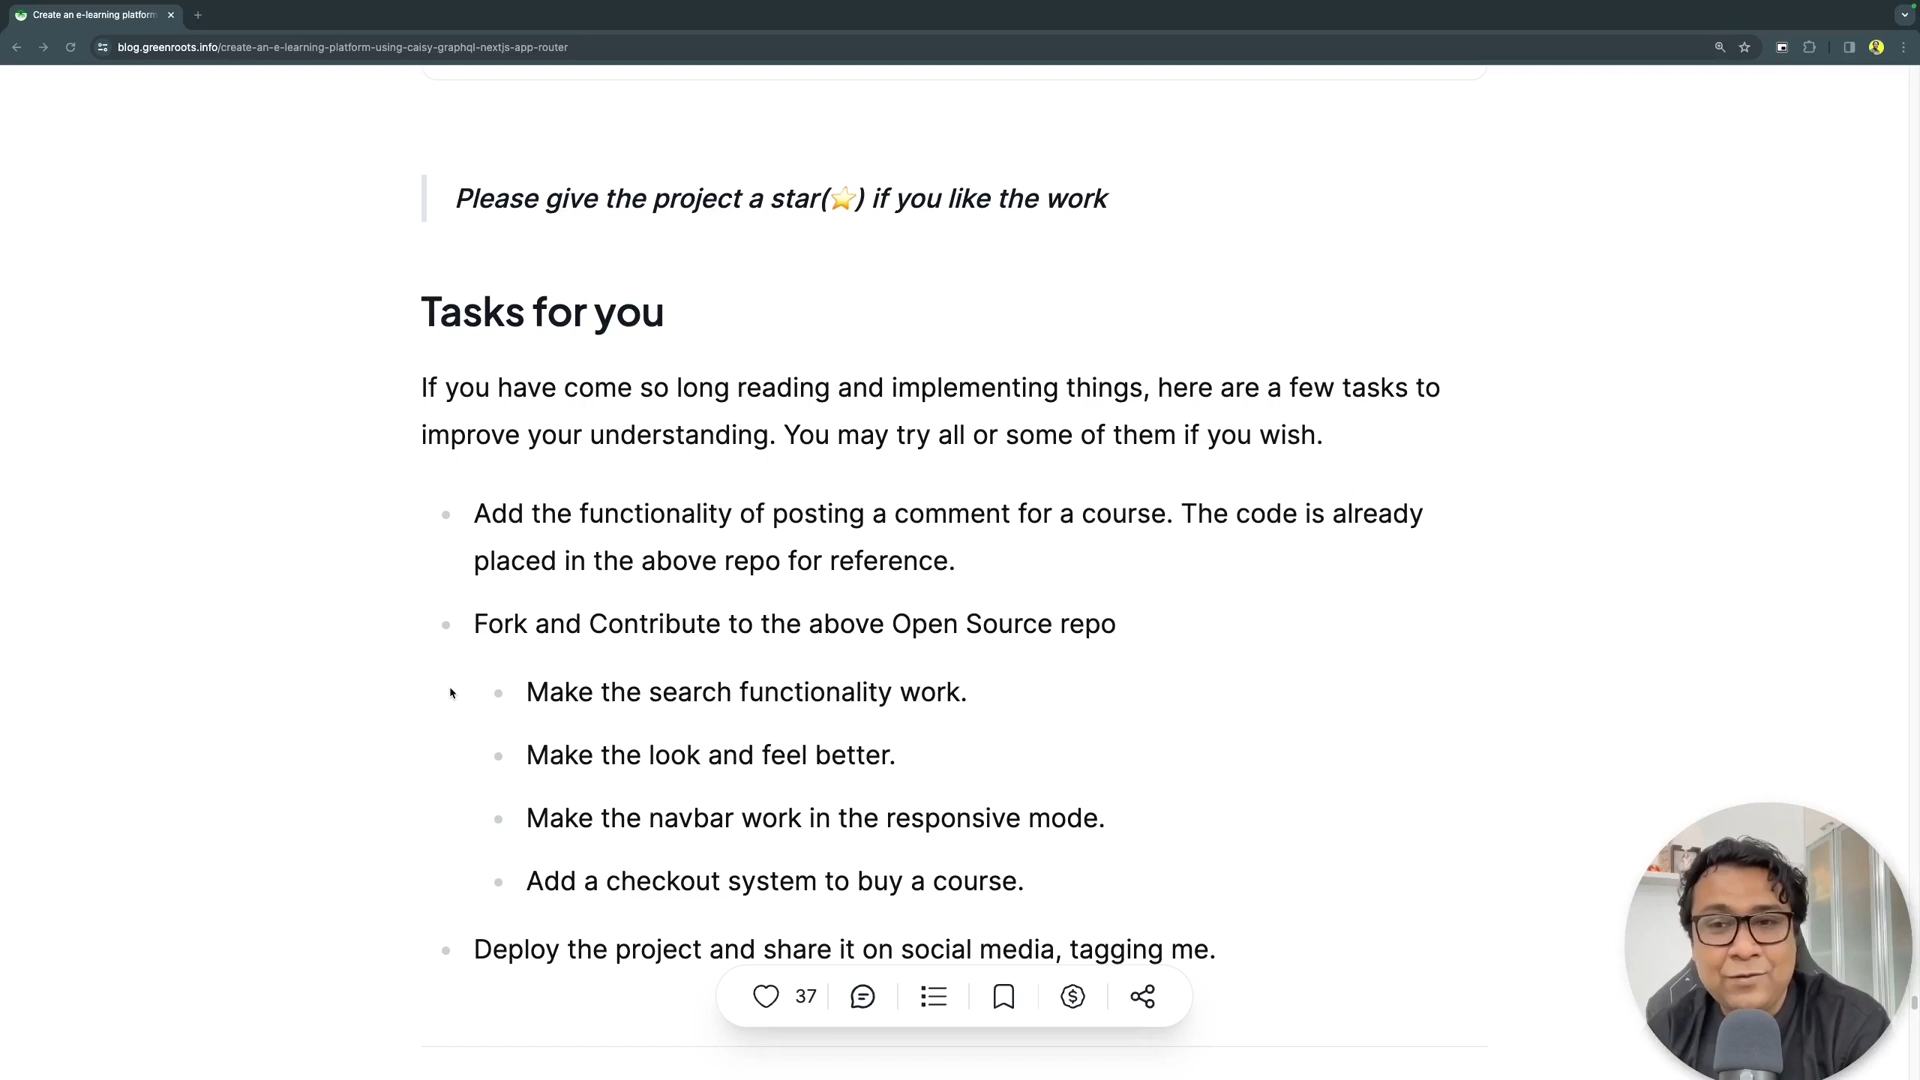 Create an e-learning platform
blog.greenroots.info/create-an-e-learning-platform-using-caisy-graphql-nextjs-app-router
Please give the project a star(⭐) if you like the work
Tasks for you
If you have come so long reading and implementing things, here are a few tasks to
improve your understanding. You may try all or some of them if you wish.
Add the functionality of posting a comment for a course. The code is already
placed in the above repo for reference.
Fork and Contribute to the above Open Source repo
Make the search functionality work.
Make the look and feel better.
Make the navbar work in the responsive mode.
Add a checkout system to buy a course.
Deploy the project and share it on social media, tagging me.
37